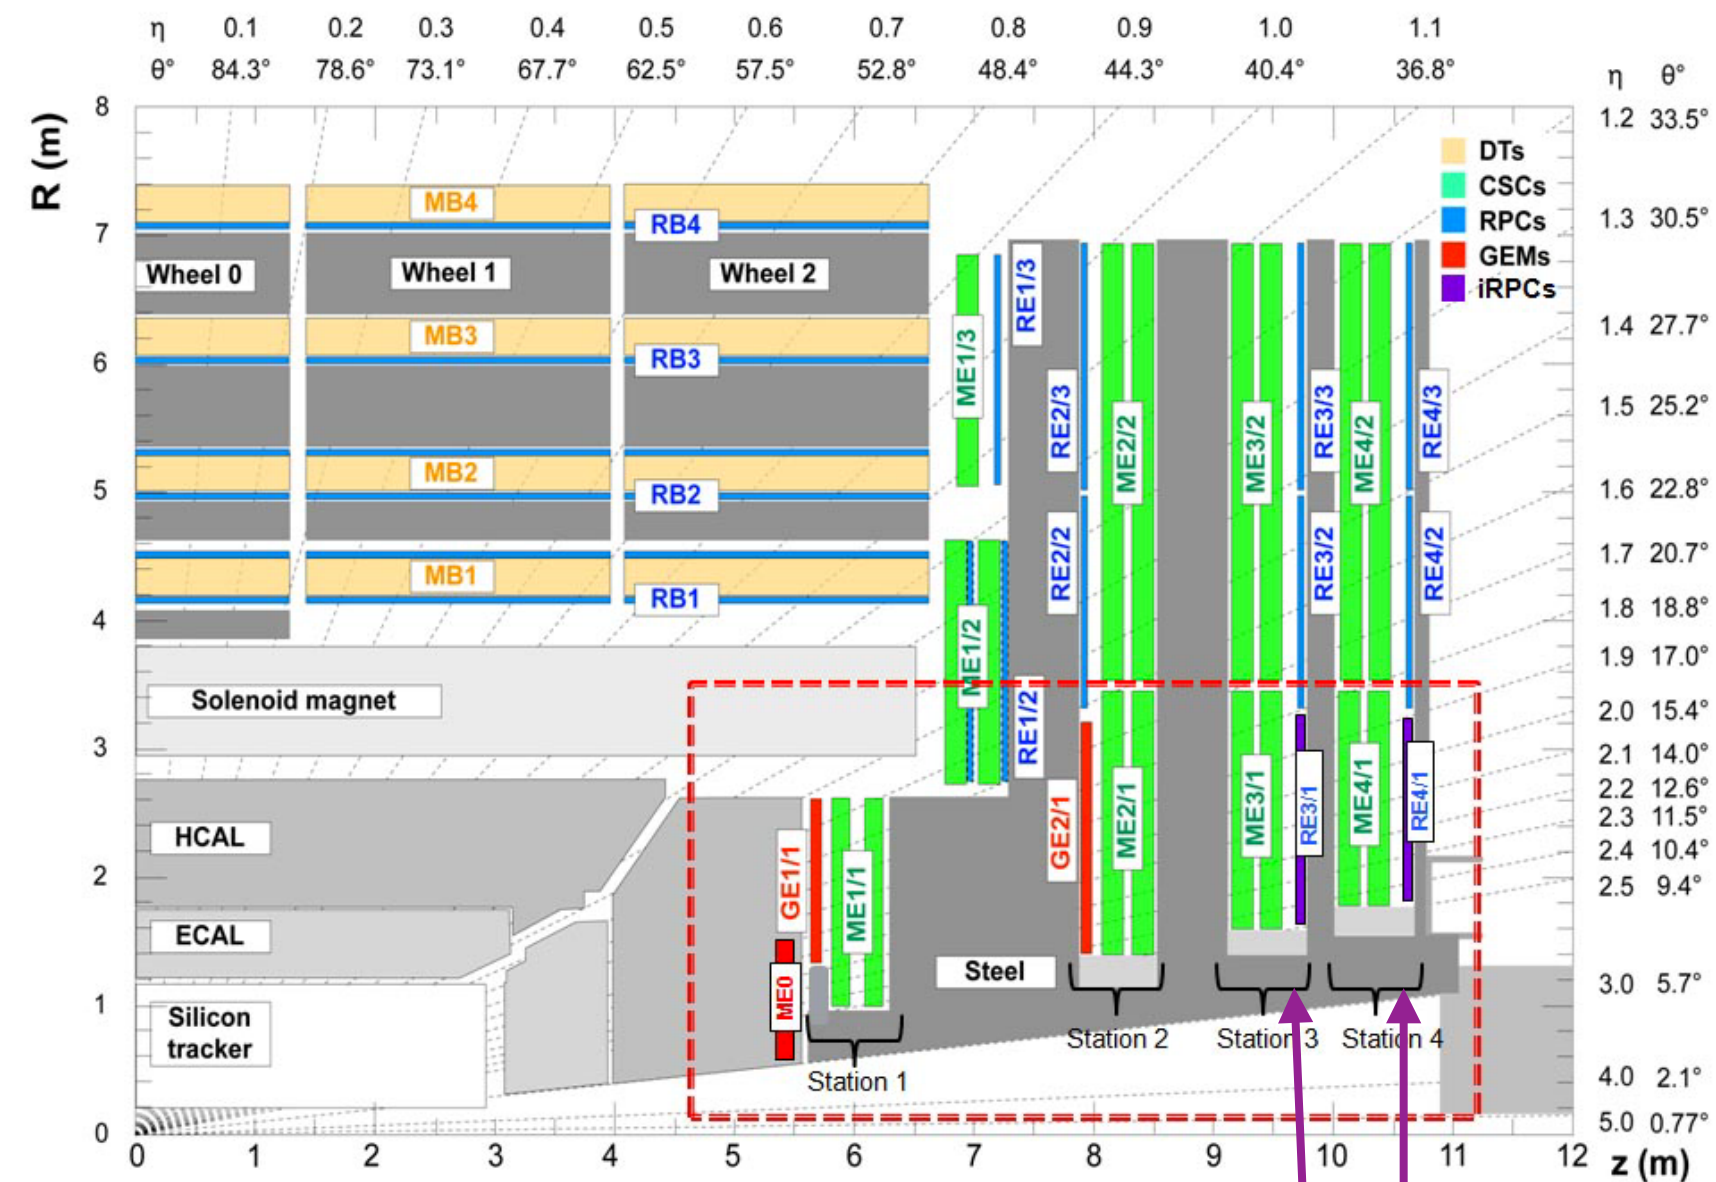 η 0.1 0.2 0.3 0.4 0.5 0.6 0.7 0.8 0.9 1.0 1.1
θ° 84.3° 78.6° 73.1° 67.7° 62.5° 57.5° 52.8° 48.4° 44.3° 40.4° 36.8°
η θ°
1.2 33.5°
1.3 30.5°
1.4 27.7°
1.5 25.2°
1.6 22.8°
1.7 20.7°
1.8 18.8°
1.9 17.0°
2.0 15.4°
2.1 14.0°
2.2 12.6°
2.3 11.5°
2.4 10.4°
2.5 9.4°
3.0 5.7°
4.0 2.1°
5.0 0.77°
R (m)
8
7
6
5
4
3
2
1
0
DTs
CSCs
RPCs
GEMs
iRPCs
MB4
RB4
Wheel 0
Wheel 1
Wheel 2
MB3
RB3
MB2
RB2
MB1
RB1
Solenoid magnet
HCAL
ECAL
Silicon
tracker
ME1/3
RE1/3
RE2/3
ME2/2
ME3/2
RE3/3
ME4/2
RE4/3
RE2/2
RE3/2
RE4/2
ME1/2
RE1/2
GE1/1
ME1/1
ME0
GE2/1
ME2/1
ME3/1
RE3/1
ME4/1
RE4/1
Steel
Station 1
Station 2
Station 3
Station 4
0 1 2 3 4 5 6 7 8 9 10 11 12
z (m)